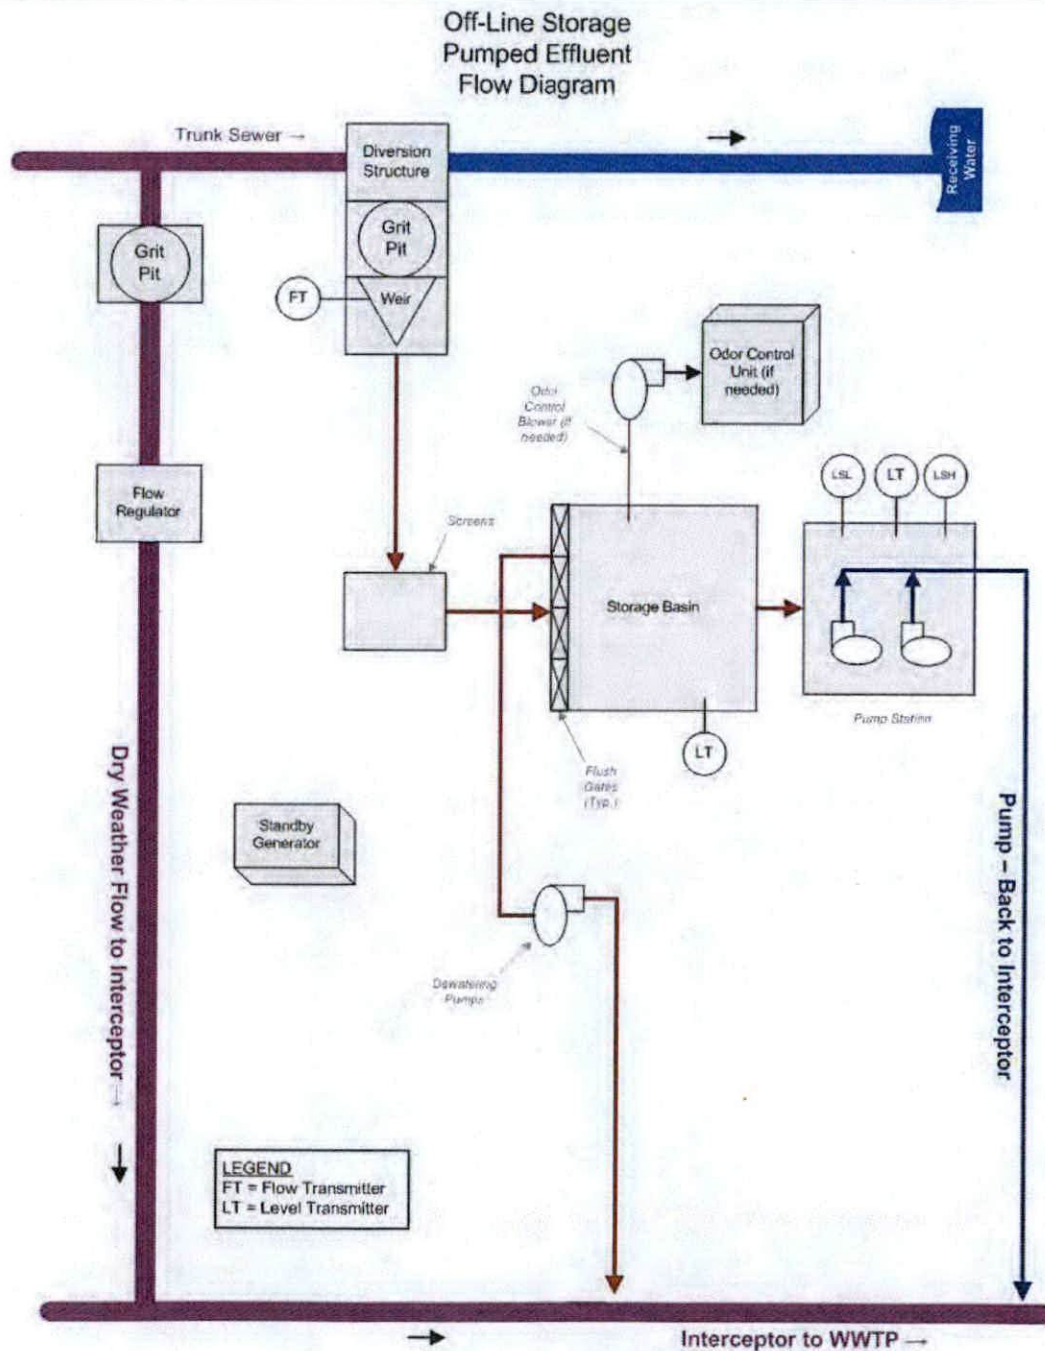 Off-Line Storage
Pumped Effluent
Flow Diagram
Trunk Sewer →
Diversion
Structure
Receiving
Water
Grit
Pit
Grit
Pit
FT
Weir
Odor Control
Unit (if
needed)
Odor
Control
Blower (if
needed)
LSL
LT
LSH
Flow
Regulator
Screens
Storage Basin
Pump Station
LT
Flush
Gates
(Typ.)
Standby
Generator
Dewatering
Pumps
Dry Weather Flow to Interceptor →
Pump – Back to Interceptor
LEGEND
FT = Flow Transmitter
LT = Level Transmitter
Interceptor to WWTP →